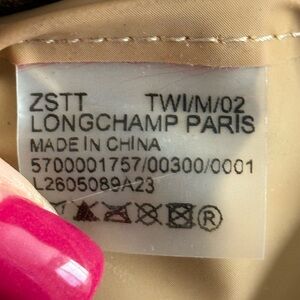 ZSTT TWI/M/02
LONGCHAMP PARIS
MADE IN CHINA
5700001757/00300/0001
L2605089A23
®